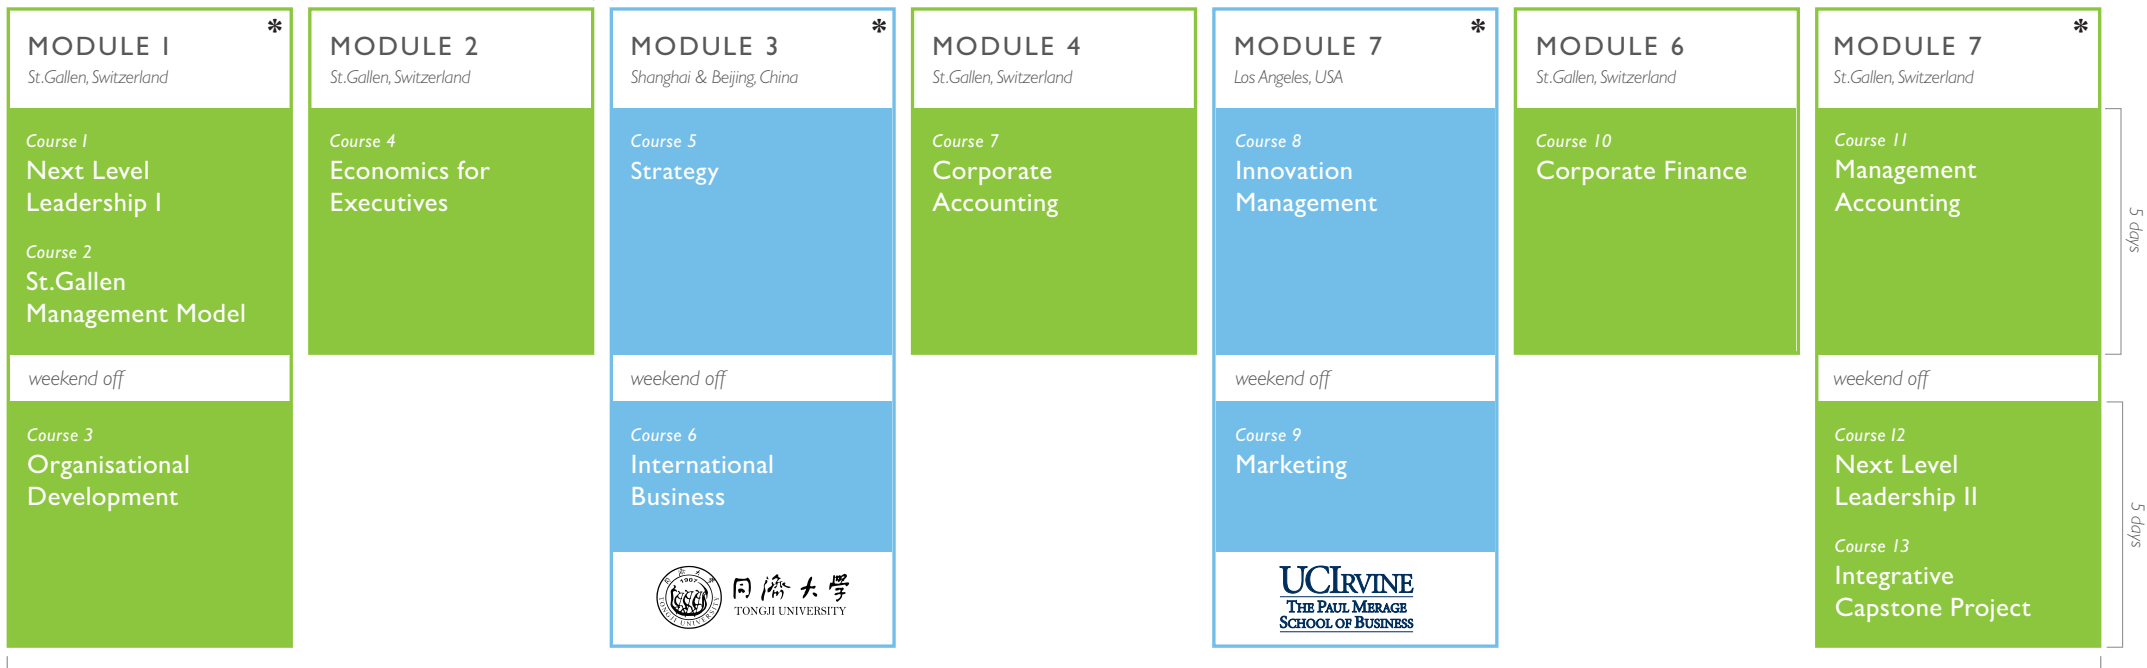 MODULE 1
*
St.Gallen, Switzerland
Course 1
Next Level
Leadership I
Course 2
St.Gallen
Management Model
weekend off
Course 3
Organisational
Development
MODULE 2
St.Gallen, Switzerland
Course 4
Economics for
Executives
MODULE 3
*
Shanghai & Beijing, China
Course 5
Strategy
weekend off
Course 6
International
Business
1907
TONGJI UNIVERSITY
同濟大學
TONGJI UNIVERSITY
MODULE 4
St.Gallen, Switzerland
Course 7
Corporate
Accounting
MODULE 7
*
Los Angeles, USA
Course 8
Innovation
Management
weekend off
Course 9
Marketing
UCIRVINE
THE PAUL MERAGE
SCHOOL OF BUSINESS
MODULE 6
St.Gallen, Switzerland
Course 10
Corporate Finance
MODULE 7
*
St.Gallen, Switzerland
Course 11
Management
Accounting
weekend off
Course 12
Next Level
Leadership II
Course 13
Integrative
Capstone Project
5 days
5 days